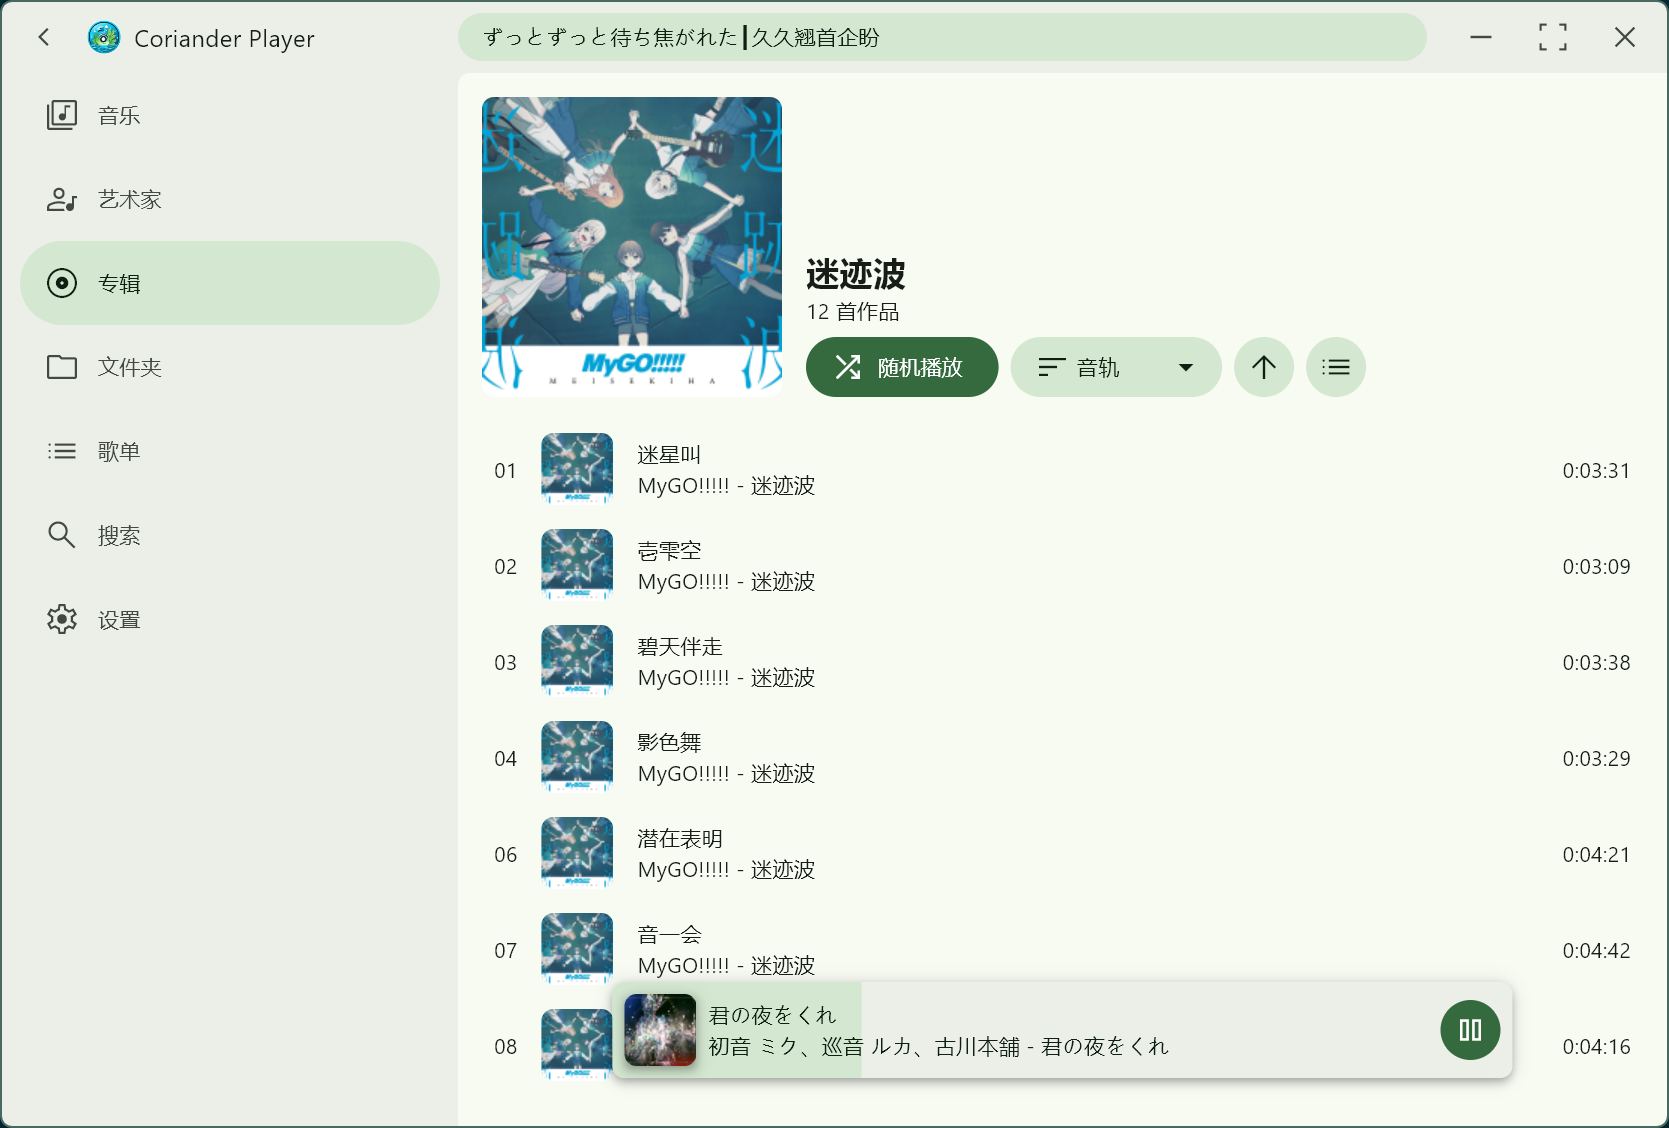 Coriander Player
ずっとずっと待ち焦がれた┃久久翘首企盼
音乐
艺术家
专辑
文件夹
歌单
搜索
设置
MyGO!!!!!
MEISEKIHA
迷迹波
12 首作品
随机播放
音轨
01
迷星叫
MyGO!!!!! - 迷迹波
0:03:31
02
壱雫空
MyGO!!!!! - 迷迹波
0:03:09
03
碧天伴走
MyGO!!!!! - 迷迹波
0:03:38
04
影色舞
MyGO!!!!! - 迷迹波
0:03:29
06
潜在表明
MyGO!!!!! - 迷迹波
0:04:21
07
音一会
MyGO!!!!! - 迷迹波
0:04:42
08
0:04:16
君の夜をくれ
初音 ミク、巡音 ルカ、古川本舗 - 君の夜をくれ